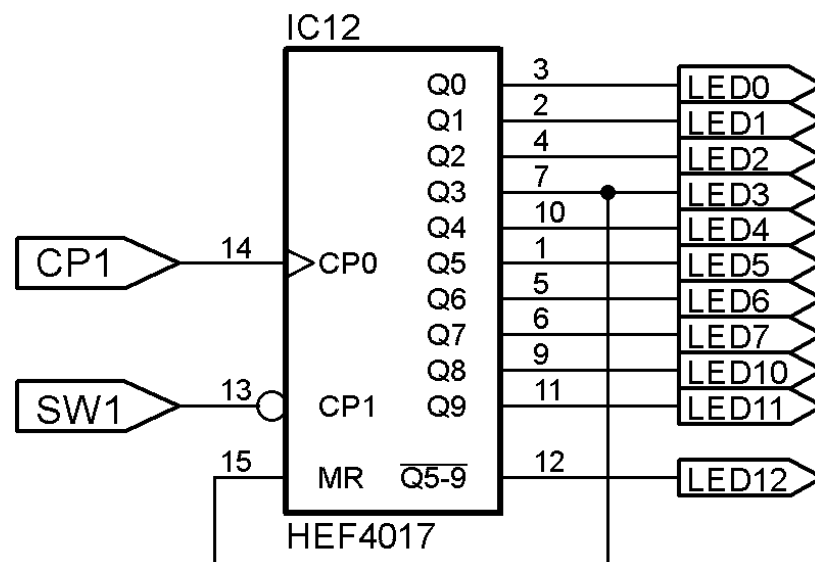 IC12
Q0 3 LED0
Q1 2 LED1
Q2 4 LED2
Q3 7 LED3
Q4 10 LED4
CP1 14 CP0 Q5 1 LED5
Q6 5 LED6
Q7 6 LED7
Q8 9 LED10
SW1 13 CP1 Q9 11 LED11
15 MR Q5-9 12 LED12
HEF4017